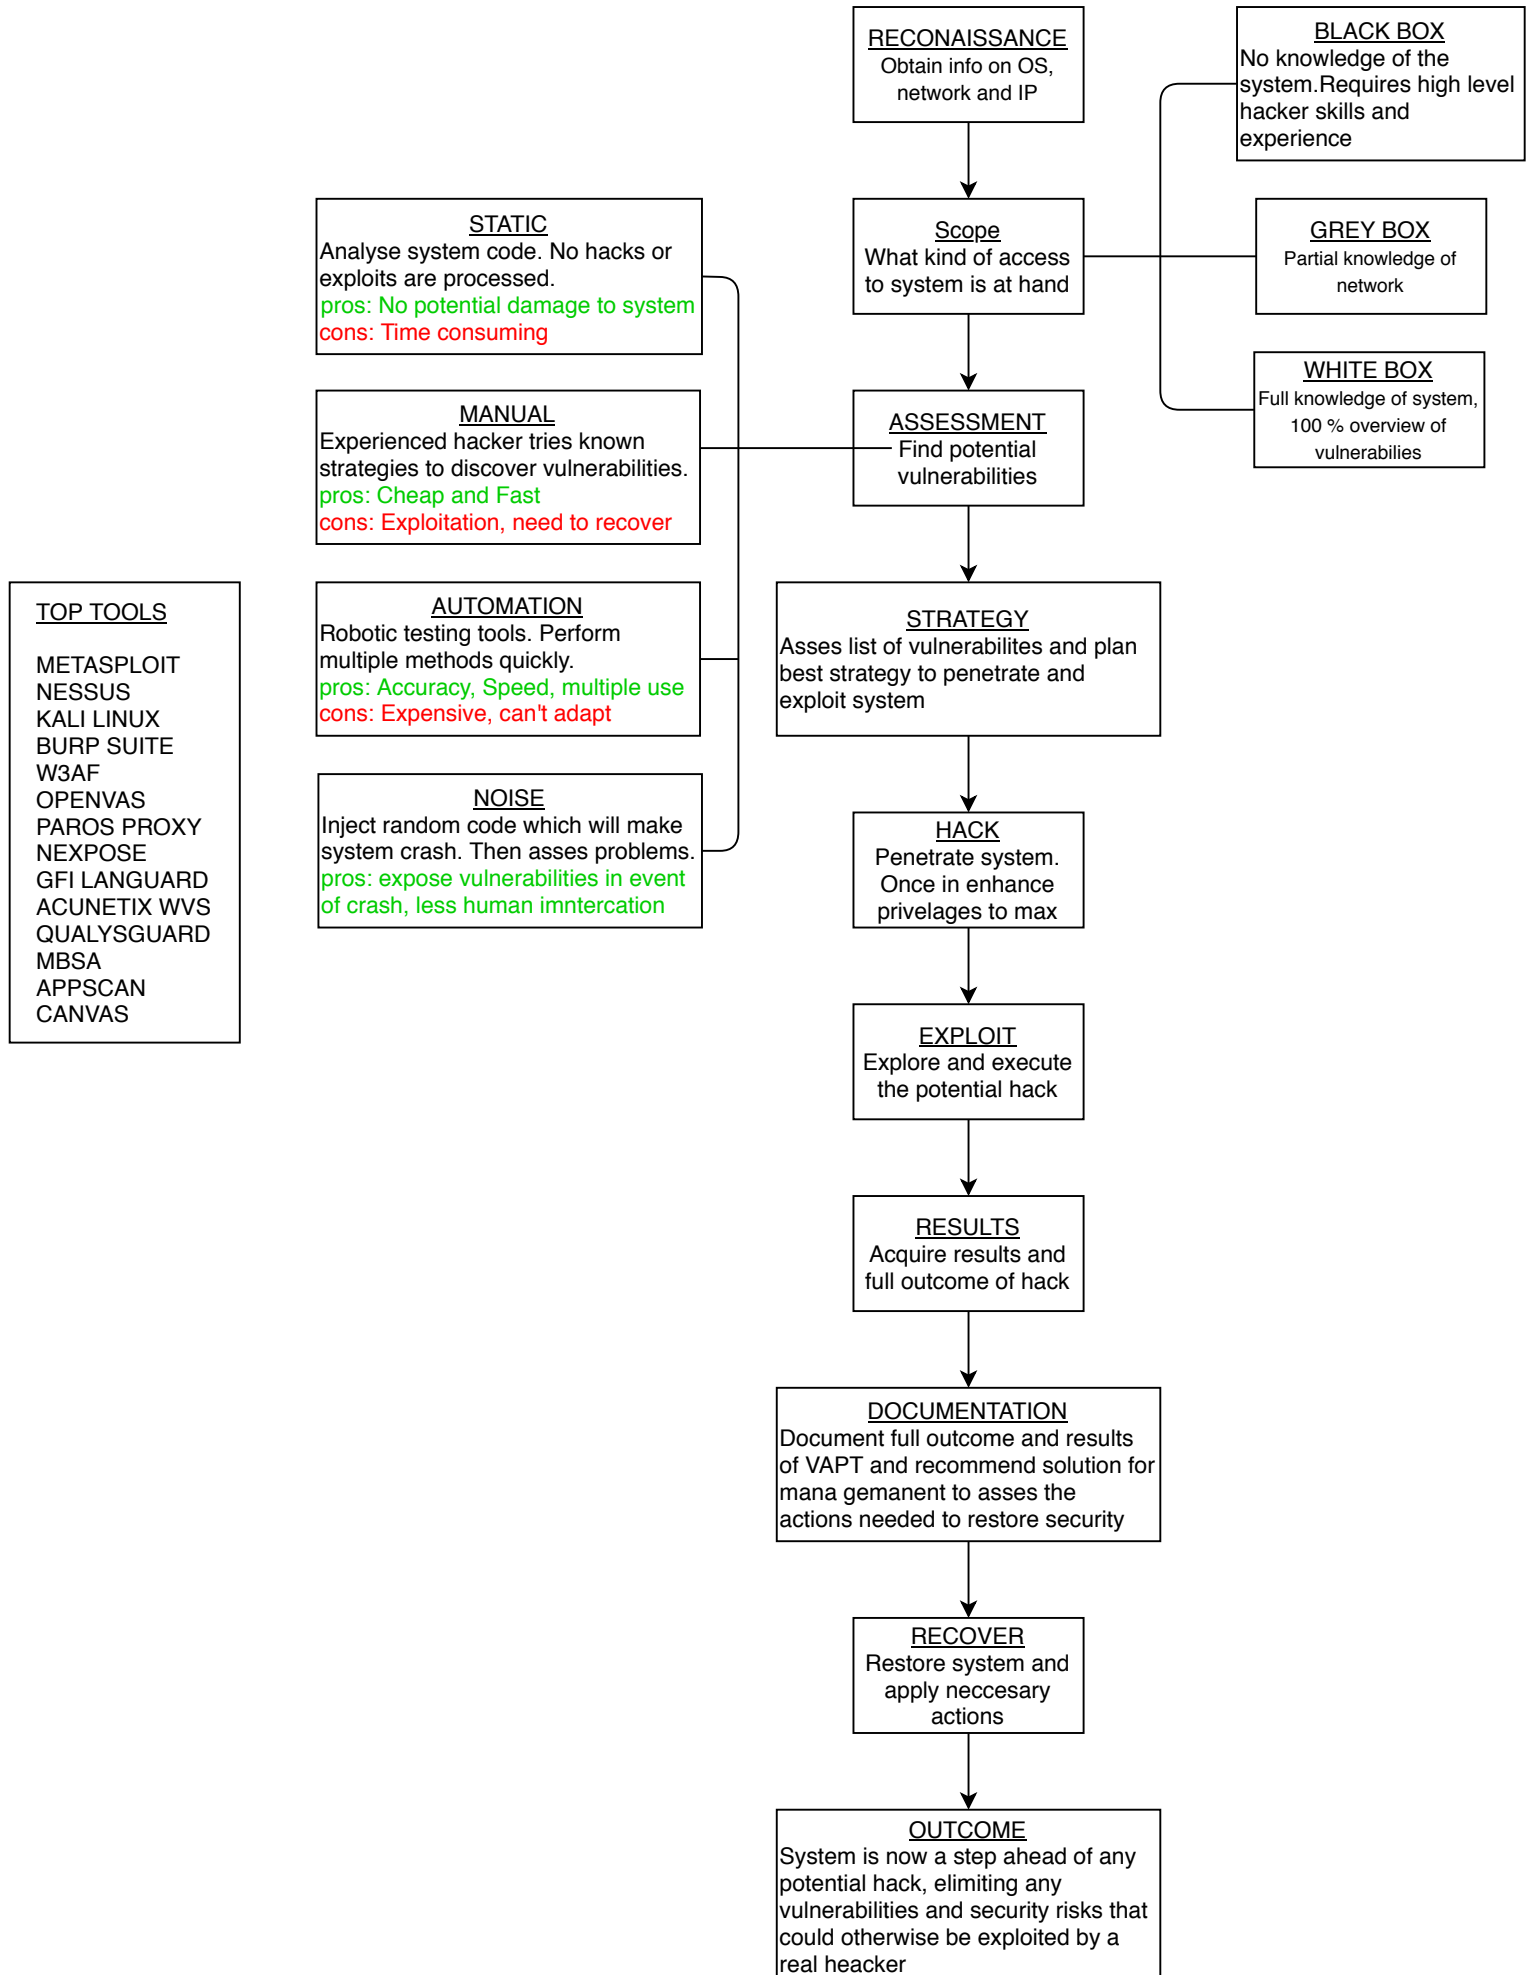 RECONAISSANCE
Obtain info on OS,
network and IP
BLACK BOX
No knowledge of the
system.Requires high level
hacker skills and
experience
STATIC
Analyse system code. No hacks or
exploits are processed.
pros: No potential damage to system
cons: Time consuming
Scope
What kind of access
to system is at hand
GREY BOX
Partial knowledge of
network
WHITE BOX
Full knowledge of system,
100 % overview of
vulnerabilies
MANUAL
Experienced hacker tries known
strategies to discover vulnerabilities.
pros: Cheap and Fast
cons: Exploitation, need to recover
ASSESSMENT
Find potential
vulnerabilities
TOP TOOLS
METASPLOIT
NESSUS
KALI LINUX
BURP SUITE
W3AF
OPENVAS
PAROS PROXY
NEXPOSE
GFI LANGUARD
ACUNETIX WVS
QUALYSGUARD
MBSA
APPSCAN
CANVAS
AUTOMATION
Robotic testing tools. Perform
multiple methods quickly.
pros: Accuracy, Speed, multiple use
cons: Expensive, can't adapt
STRATEGY
Asses list of vulnerabilites and plan
best strategy to penetrate and
exploit system
NOISE
Inject random code which will make
system crash. Then asses problems.
pros: expose vulnerabilities in event
of crash, less human imntercation
HACK
Penetrate system.
Once in enhance
privelages to max
EXPLOIT
Explore and execute
the potential hack
RESULTS
Acquire results and
full outcome of hack
DOCUMENTATION
Document full outcome and results
of VAPT and recommend solution for
mana gemanent to asses the
actions needed to restore security
RECOVER
Restore system and
apply neccesary
actions
OUTCOME
System is now a step ahead of any
potential hack, elimiting any
vulnerabilities and security risks that
could otherwise be exploited by a
real heacker